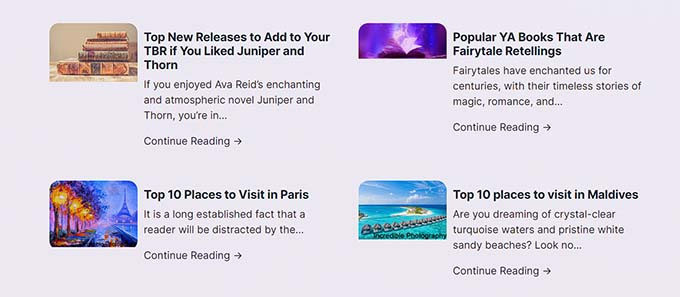 Top New Releases to Add to Your
TBR if You Liked Juniper and
Thorn
If you enjoyed Ava Reid's enchanting
and atmospheric novel Juniper and
Thorn, you're in...
Continue Reading →
Popular YA Books That Are
Fairytale Retellings
Fairytales have enchanted us for
centuries, with their timeless stories of
magic, romance, and...
Continue Reading →
Top 10 Places to Visit in Paris
It is a long established fact that a
reader will be distracted by the...
Continue Reading →
Top 10 places to visit in Maldives
Are you dreaming of crystal-clear
turquoise waters and pristine white
sandy beaches? Look no...
Continue Reading →
Incredible Photography